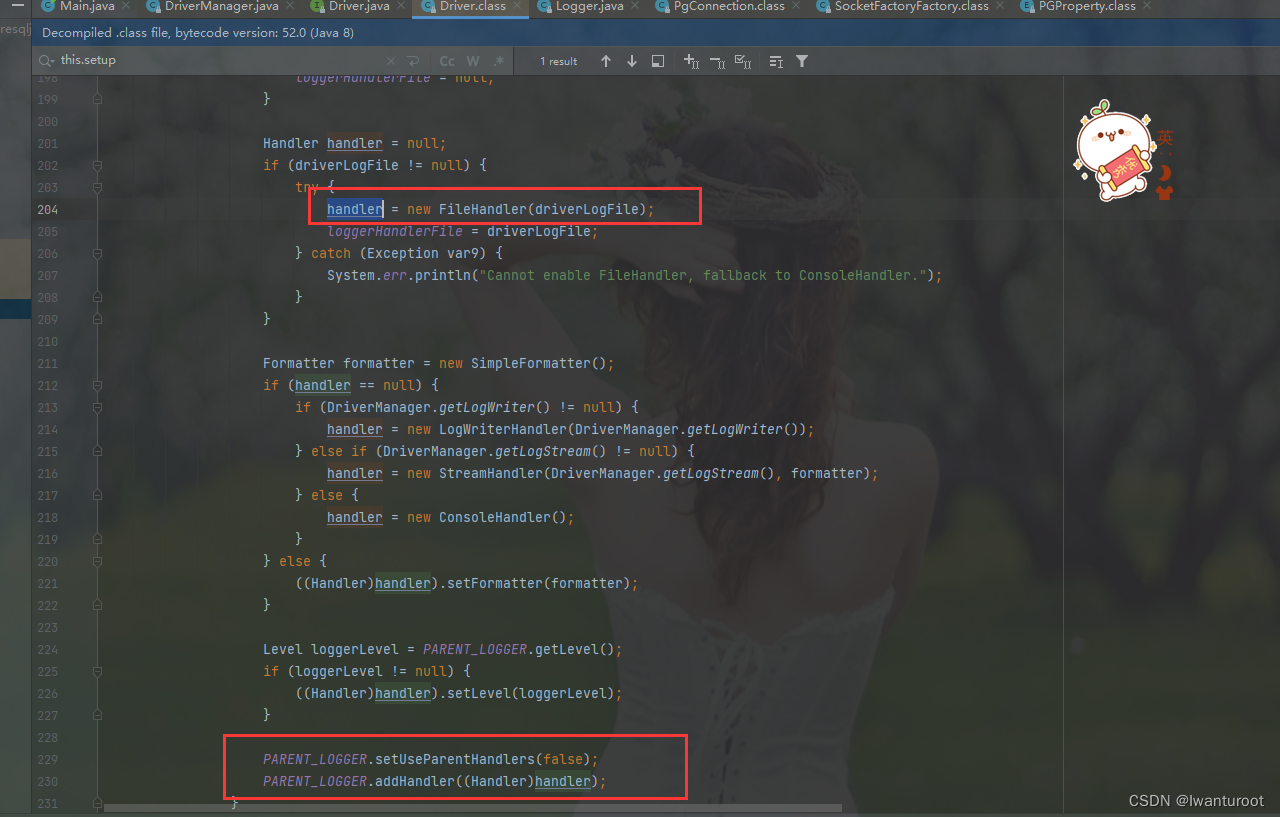 Main.java DriverManager.java Driver.java Driver.class Logger.java PgConnection.class SocketFactoryFactory.class PGProperty.class
resql
Decompiled .class file, bytecode version: 52.0 (Java 8)
this.setup Cc W .* 1 result
198 loggerHandlerFile = null;
199 }
200
201 Handler handler = null;
202 if (driverLogFile != null) {
203 try {
204 handler = new FileHandler(driverLogFile);
205 loggerHandlerFile = driverLogFile;
206 } catch (Exception var9) {
207 System.err.println("Cannot enable FileHandler, fallback to ConsoleHandler.");
208 }
209 }
210
211 Formatter formatter = new SimpleFormatter();
212 if (handler == null) {
213 if (DriverManager.getLogWriter() != null) {
214 handler = new LogWriterHandler(DriverManager.getLogWriter());
215 } else if (DriverManager.getLogStream() != null) {
216 handler = new StreamHandler(DriverManager.getLogStream(), formatter);
217 } else {
218 handler = new ConsoleHandler();
219 }
220 } else {
221 ((Handler)handler).setFormatter(formatter);
222 }
223
224 Level loggerLevel = PARENT_LOGGER.getLevel();
225 if (loggerLevel != null) {
226 ((Handler)handler).setLevel(loggerLevel);
227 }
228
229 PARENT_LOGGER.setUseParentHandlers(false);
230 PARENT_LOGGER.addHandler((Handler)handler);
231 }
英
优秀
CSDN @Iwanturoot